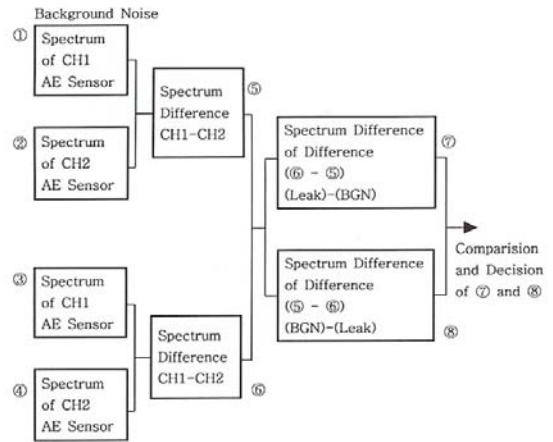 Background Noise
①
Spectrum
of CH1
AE Sensor
②
Spectrum
of CH2
AE Sensor
⑤
Spectrum
Difference
CH1-CH2
③
Spectrum
of CH1
AE Sensor
④
Spectrum
of CH2
AE Sensor
Spectrum
Difference
CH1-CH2
⑥
Spectrum Difference
of Difference
(⑥ - ⑤)
(Leak)-(BGN)
⑦
Spectrum Difference
of Difference
(⑤ - ⑥)
(BGN)-(Leak)
⑧
Comparision
and Decision
of ⑦ and ⑧